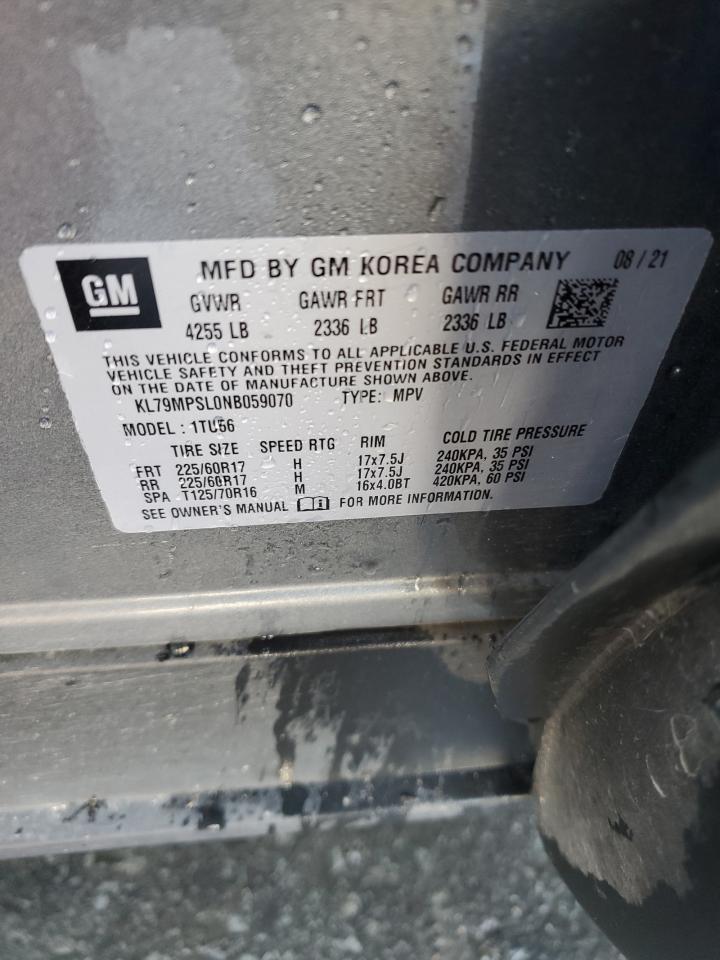 GM
MFD BY GM KOREA COMPANY 08 / 21
GVWR GAWR FRT GAWR RR
4255 LB 2336 LB 2336 LB
THIS VEHICLE CONFORMS TO ALL APPLICABLE U.S. FEDERAL MOTOR
VEHICLE SAFETY AND THEFT PREVENTION STANDARDS IN EFFECT
ON THE DATE OF MANUFACTURE SHOWN ABOVE.
KL79MPSL0NB059070 TYPE: MPV
MODEL : 1TU56
TIRE SIZE SPEED RTG RIM COLD TIRE PRESSURE
FRT 225/60R17 H 17x7.5J 240KPA, 35 PSI
RR 225/60R17 H 17x7.5J 240KPA, 35 PSI
SPA T125/70R16 M 16x4.0BT 420KPA, 60 PSI
SEE OWNER'S MANUAL FOR MORE INFORMATION.